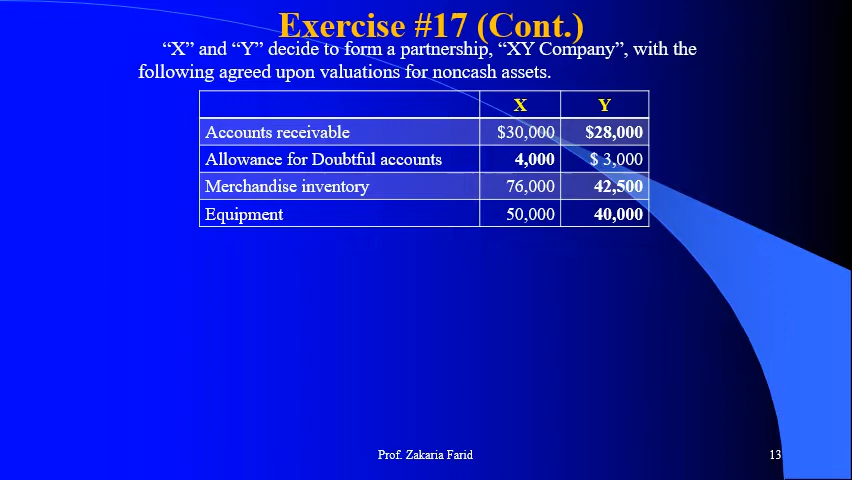 Exercise #17 (Cont.)
“X” and “Y” decide to form a partnership, “XY Company”, with the
following agreed upon valuations for noncash assets.
X Y
Accounts receivable $30,000 $28,000
Allowance for Doubtful accounts 4,000 $ 3,000
Merchandise inventory 76,000 42,500
Equipment 50,000 40,000
Prof. Zakaria Farid 13